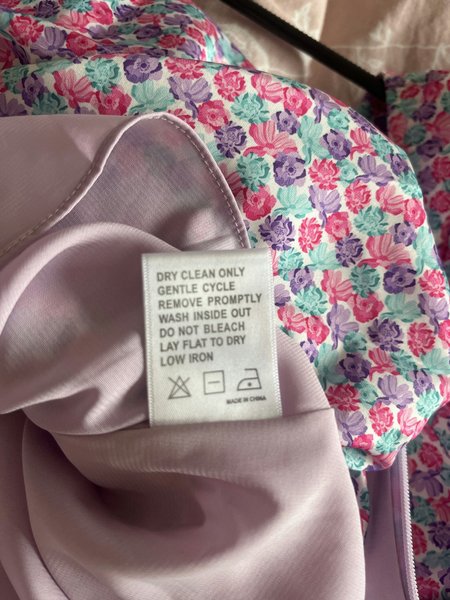 DRY CLEAN ONLY
GENTLE CYCLE
REMOVE PROMPTLY
WASH INSIDE OUT
DO NOT BLEACH
LAY FLAT TO DRY
LOW IRON
MADE IN CHINA